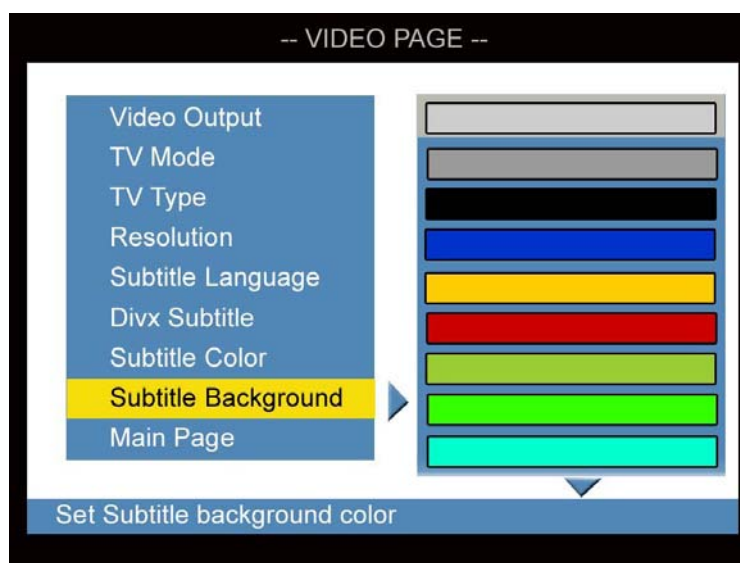 -- VIDEO PAGE --
Video Output
TV Mode
TV Type
Resolution
Subtitle Language
Divx Subtitle
Subtitle Color
Subtitle Background
Main Page
Set Subtitle background color